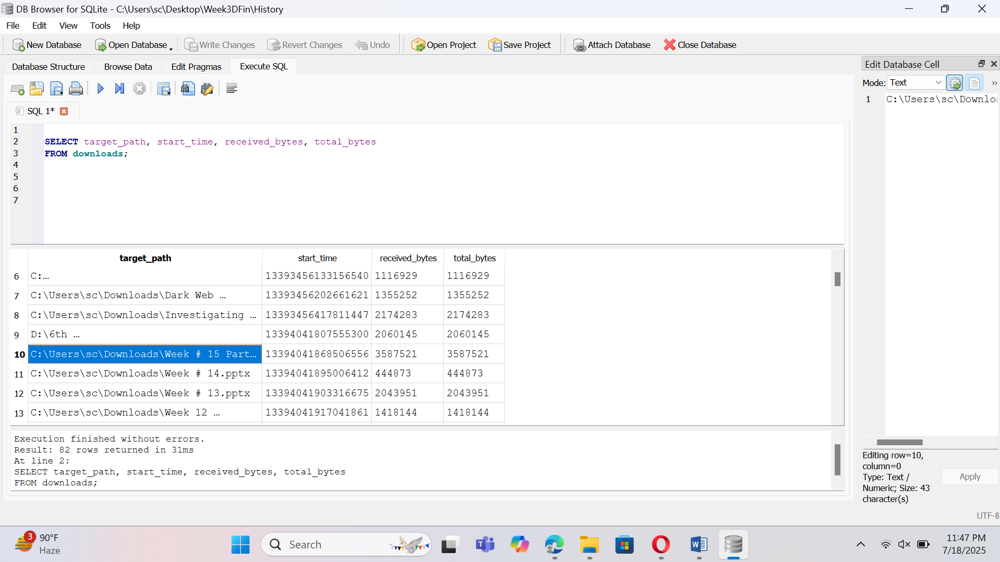 DB Browser for SQLite - C:\Users\sc\Desktop\Week3DFin\History
File Edit View Tools Help
New Database Open Database Write Changes Revert Changes Undo Open Project Save Project Attach Database Close Database
Database Structure Browse Data Edit Pragmas Execute SQL
SQL 1*
1
2 SELECT target_path, start_time, received_bytes, total_bytes
3 FROM downloads;
4
5
6
7
target_path start_time received_bytes total_bytes
6 C:… 13393456133156540 1116929 1116929
7 C:\Users\sc\Downloads\Dark Web … 13393456202661621 1355252 1355252
8 C:\Users\sc\Downloads\Investigating … 13393456417811447 2174283 2174283
9 D:\6th … 13394041807555300 2060145 2060145
10 C:\Users\sc\Downloads\Week # 15 Part… 13394041868506556 3587521 3587521
11 C:\Users\sc\Downloads\Week # 14.pptx 13394041895006412 444873 444873
12 C:\Users\sc\Downloads\Week # 13.pptx 13394041903316675 2043951 2043951
13 C:\Users\sc\Downloads\Week 12 … 13394041917041861 1418144 1418144
Execution finished without errors.
Result: 82 rows returned in 31ms
At line 2:
SELECT target_path, start_time, received_bytes, total_bytes
FROM downloads;
Edit Database Cell
Mode: Text »
1 C:\Users\sc\Downlo
Editing row=10,
column=0
Type: Text /
Numeric; Size: 43
character(s)
Apply
UTF-8
3
90°F
Haze
Search
11:47 PM
7/18/2025